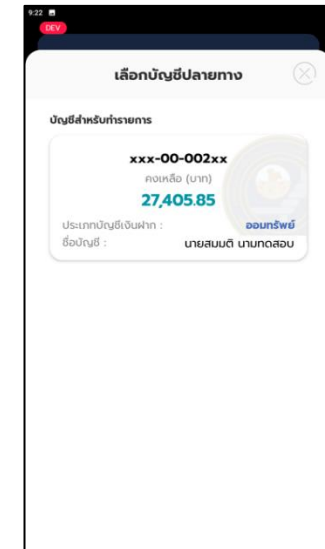 9:22
DEV
เลือกบัญชีปลายทาง
บัญชีสำหรับทำรายการ
xxx-00-002xx
คงเหลือ (บาท)
27,405.85
ประเภทบัญชีเงินฝาก : ออมทรัพย์
ชื่อบัญชี : นายสมมติ นามทดสอบ